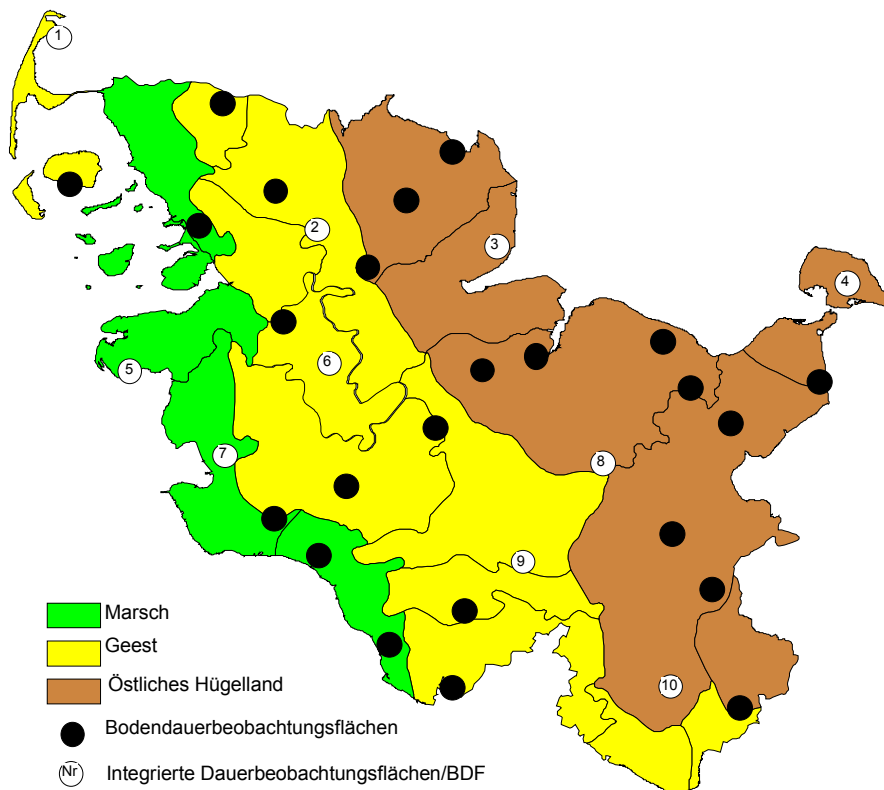 1
2
3
4
5
6
7
8
9
10
Marsch
Geest
Östliches Hügelland
Bodendauerbeobachtungsflächen
Nr Integrierte Dauerbeobachtungsflächen/BDF